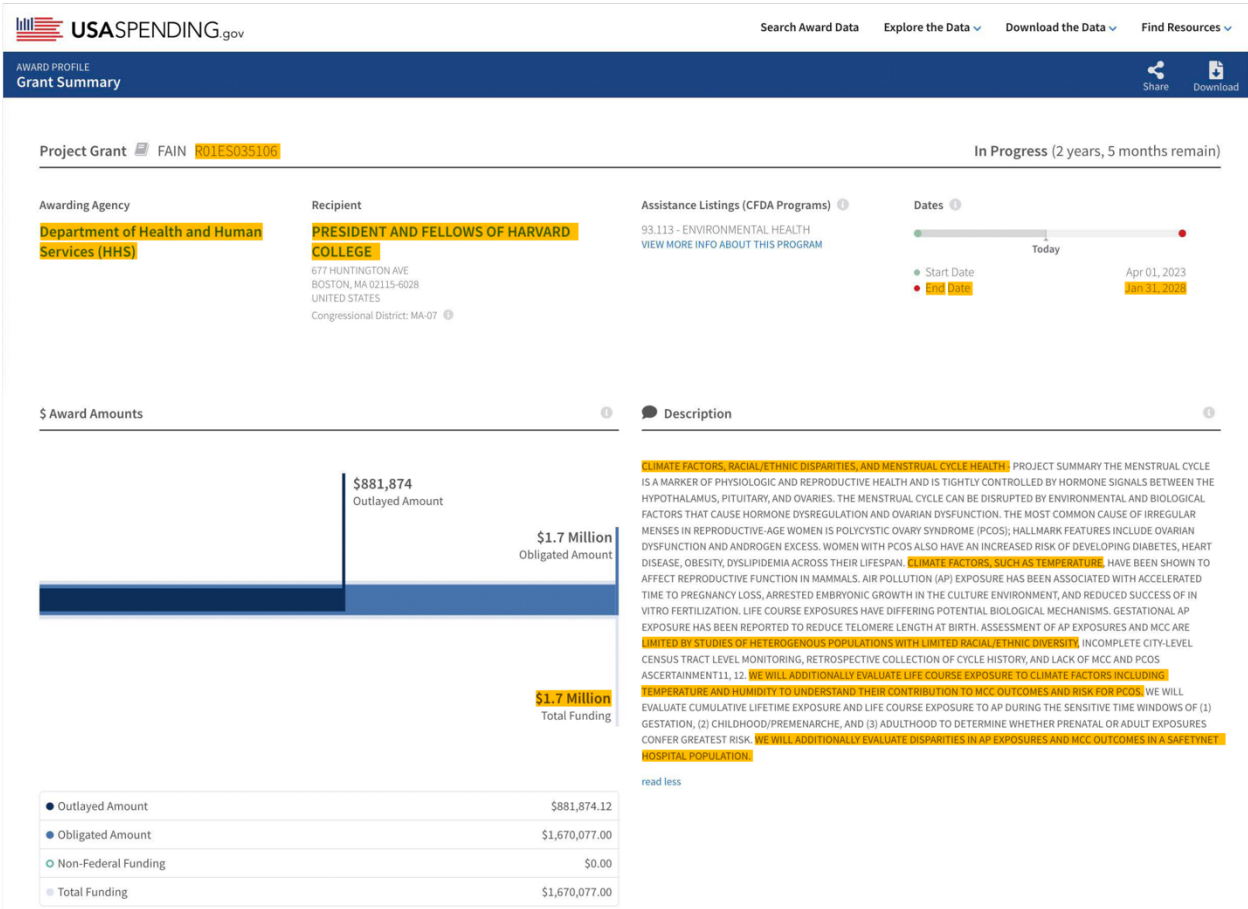 USASPENDING.gov
Search Award Data
Explore the Data
Download the Data
Find Resources
AWARD PROFILE
Grant Summary
Share
Download
Project Grant FAIN R01ES035106
In Progress (2 years, 5 months remain)
Awarding Agency
Department of Health and Human
Services (HHS)
Recipient
PRESIDENT AND FELLOWS OF HARVARD
COLLEGE
677 HUNTINGTON AVE
BOSTON, MA 02115-6028
UNITED STATES
Congressional District: MA-07
Assistance Listings (CFDA Programs)
93.113 - ENVIRONMENTAL HEALTH
VIEW MORE INFO ABOUT THIS PROGRAM
Dates
Today
Start Date Apr 01, 2023
End Date Jan 31, 2028
$ Award Amounts
$881,874
Outlayed Amount
$1.7 Million
Obligated Amount
$1.7 Million
Total Funding
Outlayed Amount $881,874.12
Obligated Amount $1,670,077.00
Non-Federal Funding $0.00
Total Funding $1,670,077.00
Description
CLIMATE FACTORS, RACIAL/ETHNIC DISPARITIES, AND MENSTRUAL CYCLE HEALTH - PROJECT SUMMARY THE MENSTRUAL CYCLE
IS A MARKER OF PHYSIOLOGIC AND REPRODUCTIVE HEALTH AND IS TIGHTLY CONTROLLED BY HORMONE SIGNALS BETWEEN THE
HYPOTHALAMUS, PITUITARY, AND OVARIES. THE MENSTRUAL CYCLE CAN BE DISRUPTED BY ENVIRONMENTAL AND BIOLOGICAL
FACTORS THAT CAUSE HORMONE DYSREGULATION AND OVARIAN DYSFUNCTION. THE MOST COMMON CAUSE OF IRREGULAR
MENSES IN REPRODUCTIVE-AGE WOMEN IS POLYCYSTIC OVARY SYNDROME (PCOS); HALLMARK FEATURES INCLUDE OVARIAN
DYSFUNCTION AND ANDROGEN EXCESS. WOMEN WITH PCOS ALSO HAVE AN INCREASED RISK OF DEVELOPING DIABETES, HEART
DISEASE, OBESITY, DYSLIPIDEMIA ACROSS THEIR LIFESPAN. CLIMATE FACTORS, SUCH AS TEMPERATURE, HAVE BEEN SHOWN TO
AFFECT REPRODUCTIVE FUNCTION IN MAMMALS. AIR POLLUTION (AP) EXPOSURE HAS BEEN ASSOCIATED WITH ACCELERATED
TIME TO PREGNANCY LOSS, ARRESTED EMBRYONIC GROWTH IN THE CULTURE ENVIRONMENT, AND REDUCED SUCCESS OF IN
VITRO FERTILIZATION. LIFE COURSE EXPOSURES HAVE DIFFERING POTENTIAL BIOLOGICAL MECHANISMS. GESTATIONAL AP
EXPOSURE HAS BEEN REPORTED TO REDUCE TELOMERE LENGTH AT BIRTH. ASSESSMENT OF AP EXPOSURES AND MCC ARE
LIMITED BY STUDIES OF HETEROGENOUS POPULATIONS WITH LIMITED RACIAL/ETHNIC DIVERSITY, INCOMPLETE CITY-LEVEL
CENSUS TRACT LEVEL MONITORING, RETROSPECTIVE COLLECTION OF CYCLE HISTORY, AND LACK OF MCC AND PCOS
ASCERTAINMENT11, 12. WE WILL ADDITIONALLY EVALUATE LIFE COURSE EXPOSURE TO CLIMATE FACTORS INCLUDING
TEMPERATURE AND HUMIDITY TO UNDERSTAND THEIR CONTRIBUTION TO MCC OUTCOMES AND RISK FOR PCOS. WE WILL
EVALUATE CUMULATIVE LIFETIME EXPOSURE AND LIFE COURSE EXPOSURE TO AP DURING THE SENSITIVE TIME WINDOWS OF (1)
GESTATION, (2) CHILDHOOD/PREMENARCHE, AND (3) ADULTHOOD TO DETERMINE WHETHER PRENATAL OR ADULT EXPOSURES
CONFER GREATEST RISK. WE WILL ADDITIONALLY EVALUATE DISPARITIES IN AP EXPOSURES AND MCC OUTCOMES IN A SAFETYNET
HOSPITAL POPULATION.
read less